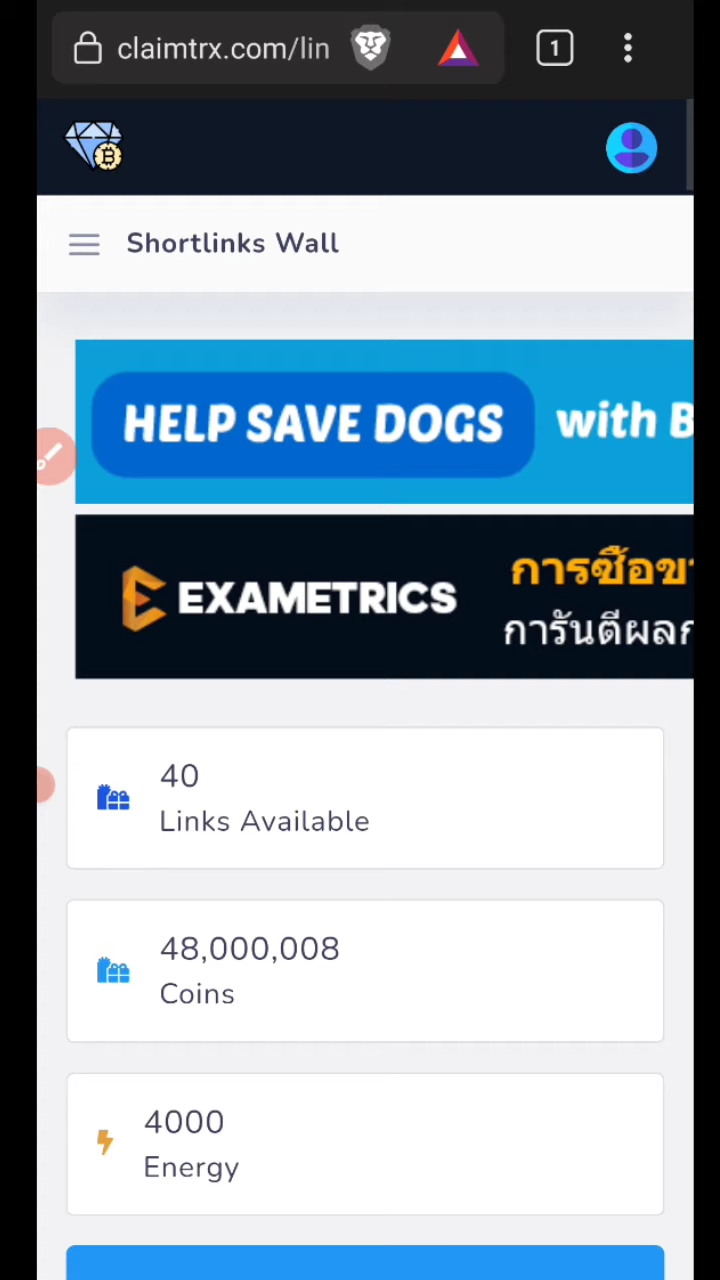 claimtrx.com/lin
1
Shortlinks Wall
HELP SAVE DOGS with B
EXAMETRICS
การซื้อขา
การันตีผลก
40
Links Available
48,000,008
Coins
4000
Energy